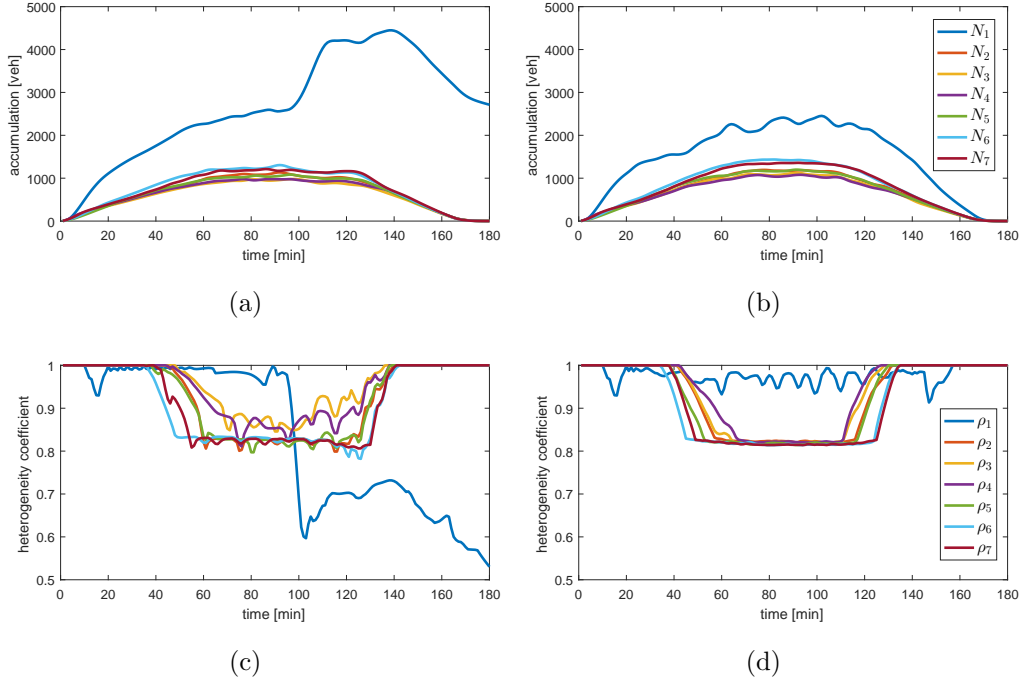 5000
4000
3000
2000
1000
0
accumulation [veh]
0 20 40 60 80 100 120 140 160 180
time [min]
(a)
5000
4000
3000
2000
1000
0
accumulation [veh]
N1
N2
N3
N4
N5
N6
N7
0 20 40 60 80 100 120 140 160 180
time [min]
(b)
1
0.9
0.8
0.7
0.6
0.5
heterogeneity coefficient
0 20 40 60 80 100 120 140 160 180
time [min]
(c)
1
0.9
0.8
0.7
0.6
0.5
heterogeneity coefficient
ρ1
ρ2
ρ3
ρ4
ρ5
ρ6
ρ7
0 20 40 60 80 100 120 140 160 180
time [min]
(d)